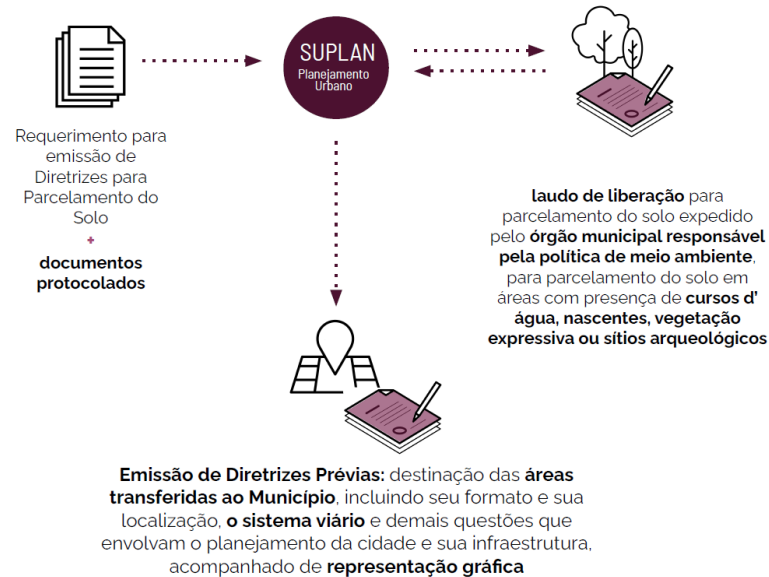 SUPLAN
Planejamento
Urbano
Requerimento para
emissão de
Diretrizes para
Parcelamento do
Solo
+
documentos
protocolados
laudo de liberação para
parcelamento do solo expedido
pelo órgão municipal responsável
pela política de meio ambiente,
para parcelamento do solo em
áreas com presença de cursos d’
água, nascentes, vegetação
expressiva ou sítios arqueológicos
Emissão de Diretrizes Prévias: destinação das áreas
transferidas ao Município, incluindo seu formato e sua
localização, o sistema viário e demais questões que
envolvam o planejamento da cidade e sua infraestrutura,
acompanhado de representação gráfica